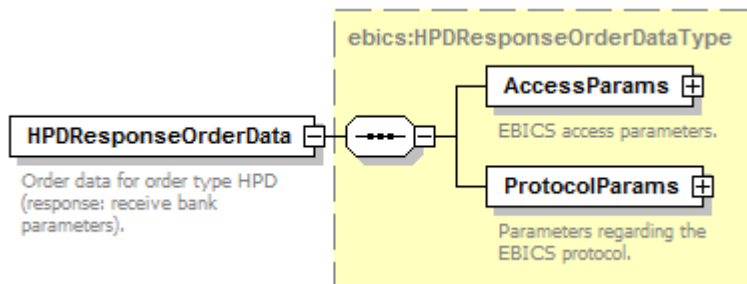 ebics:HPDResponseOrderDataType
AccessParams
EBICS access parameters.
HPDResponseOrderData
Order data for order type HPD
(response: receive bank
parameters).
ProtocolParams
Parameters regarding the
EBICS protocol.